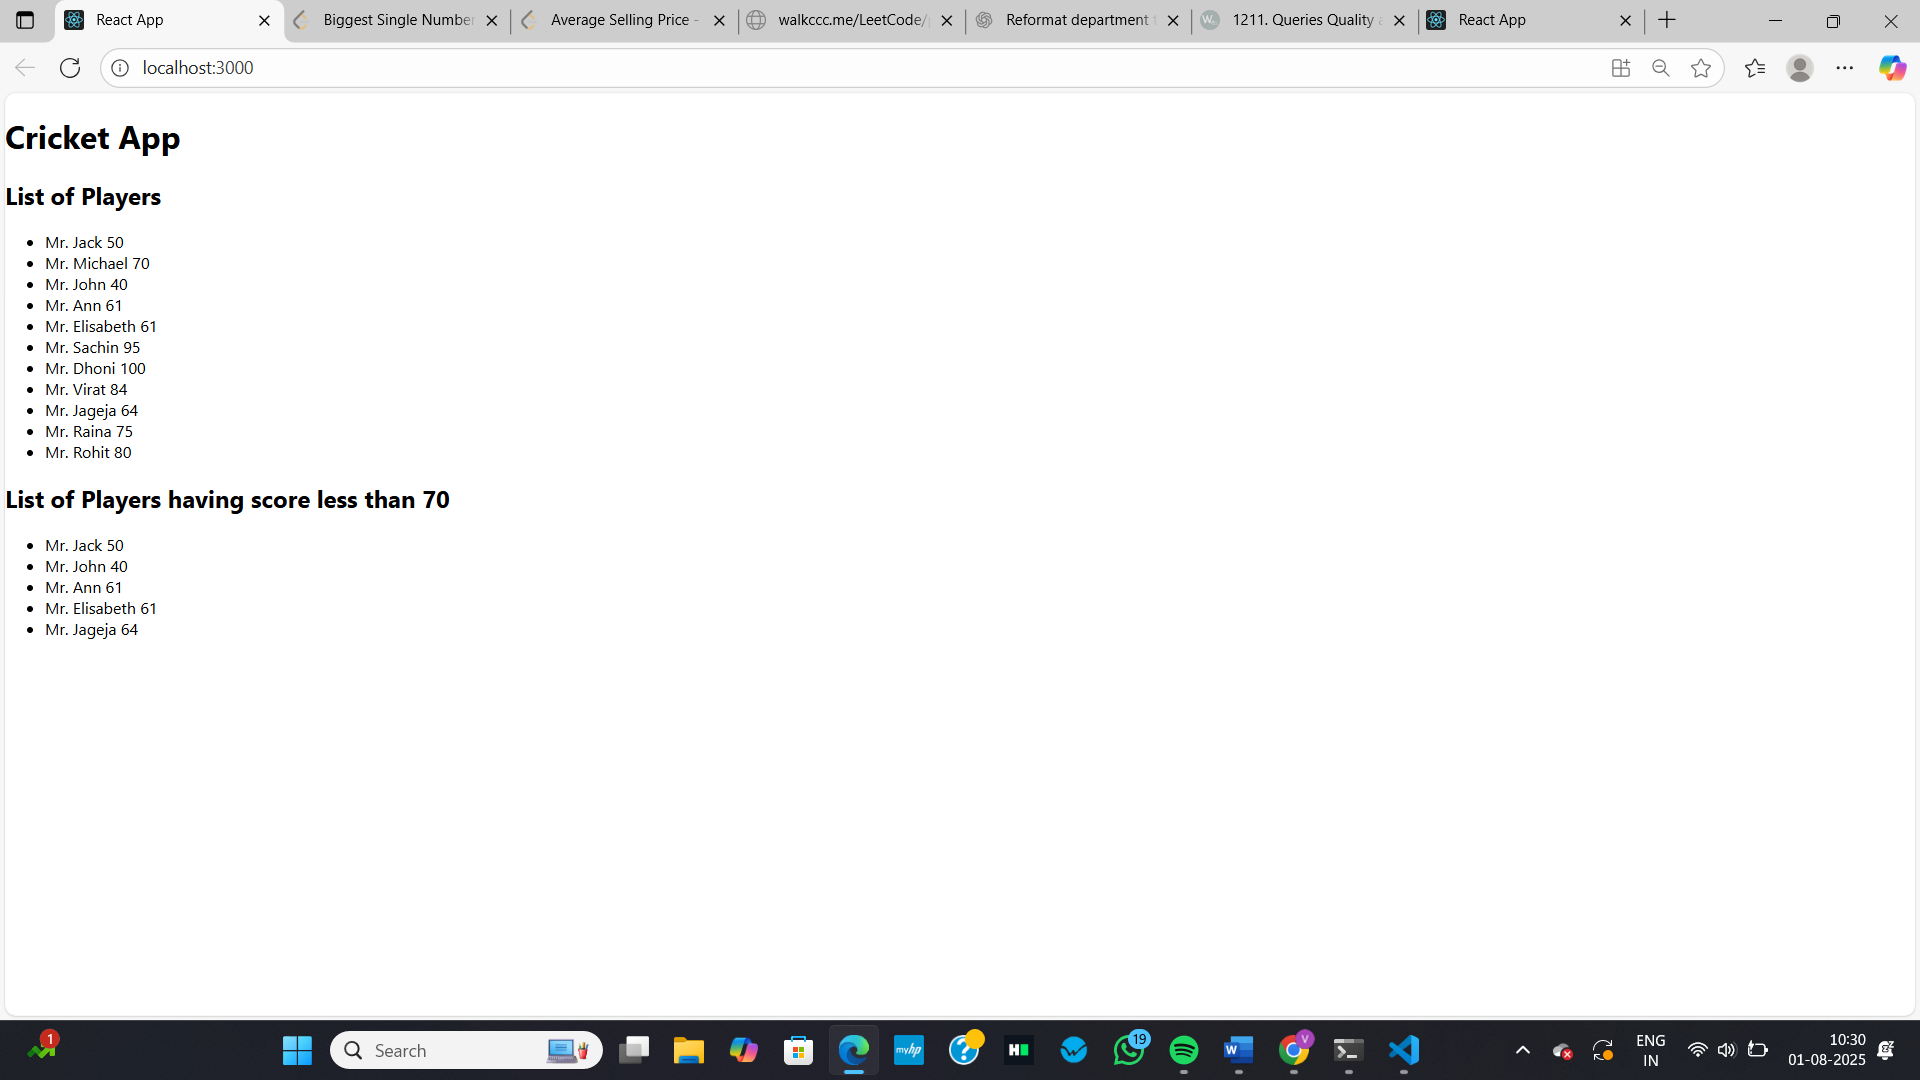 React App
Biggest Single Number
Average Selling Price -
walkccc.me/LeetCode/
Reformat department
1211. Queries Quality
React App
localhost:3000
Cricket App
List of Players
Mr. Jack 50
Mr. Michael 70
Mr. John 40
Mr. Ann 61
Mr. Elisabeth 61
Mr. Sachin 95
Mr. Dhoni 100
Mr. Virat 84
Mr. Jageja 64
Mr. Raina 75
Mr. Rohit 80
List of Players having score less than 70
Mr. Jack 50
Mr. John 40
Mr. Ann 61
Mr. Elisabeth 61
Mr. Jageja 64
1
Search
myhp
19
V
ENG
IN
10:30
01-08-2025